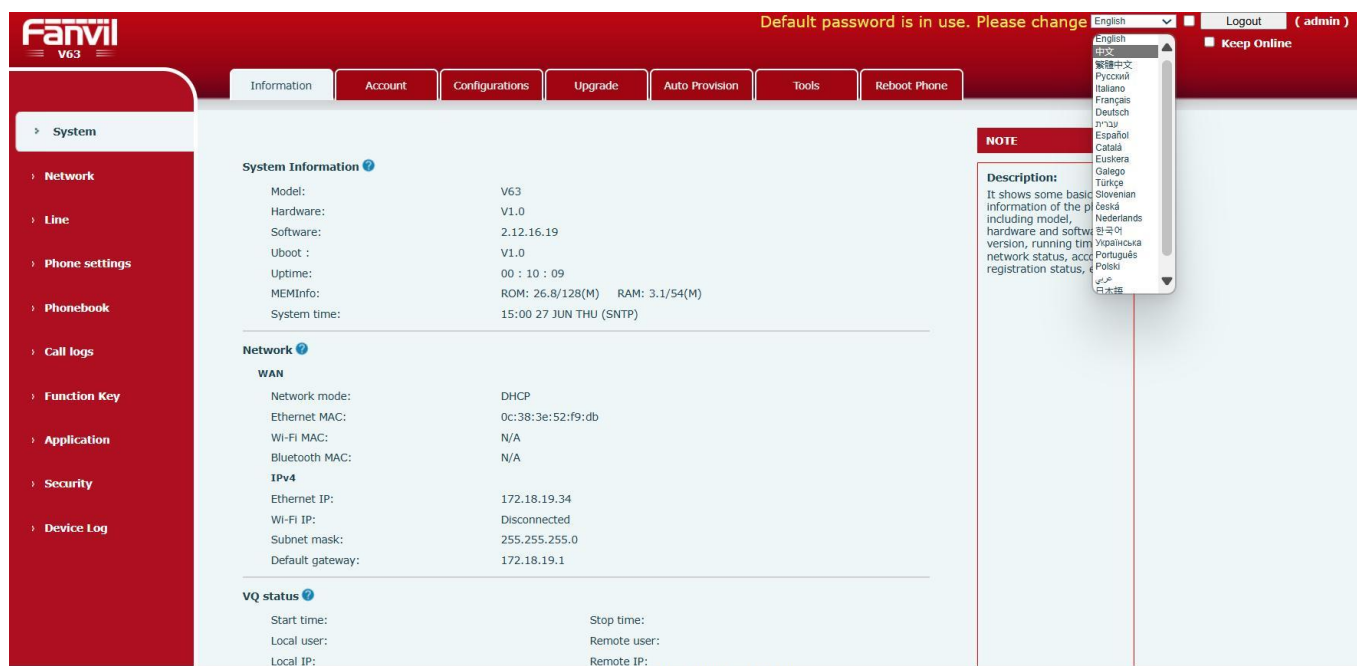 Fanvil
V63
Default password is in use. Please change
English
Logout
( admin )
Keep Online
English
中文
繁體中文
Русский
Italiano
Français
Deutsch
עברית
Español
Català
Euskera
Galego
Türkçe
Slovenian
česká
Nederlands
한국어
Українська
Português
Polski
عربي
日本語
Information
Account
Configurations
Upgrade
Auto Provision
Tools
Reboot Phone
› System
› Network
› Line
› Phone settings
› Phonebook
› Call logs
› Function Key
› Application
› Security
› Device Log
System Information
Model: V63
Hardware: V1.0
Software: 2.12.16.19
Uboot : V1.0
Uptime: 00 : 10 : 09
MEMInfo: ROM: 26.8/128(M) RAM: 3.1/54(M)
System time: 15:00 27 JUN THU (SNTP)
Network
WAN
Network mode: DHCP
Ethernet MAC: 0c:38:3e:52:f9:db
Wi-Fi MAC: N/A
Bluetooth MAC: N/A
IPv4
Ethernet IP: 172.18.19.34
Wi-Fi IP: Disconnected
Subnet mask: 255.255.255.0
Default gateway: 172.18.19.1
VQ status
Start time: Stop time:
Local user: Remote user:
Local IP: Remote IP:
NOTE
Description:
It shows some basic
information of the
including model,
hardware and
version, running
network status,
registration status,